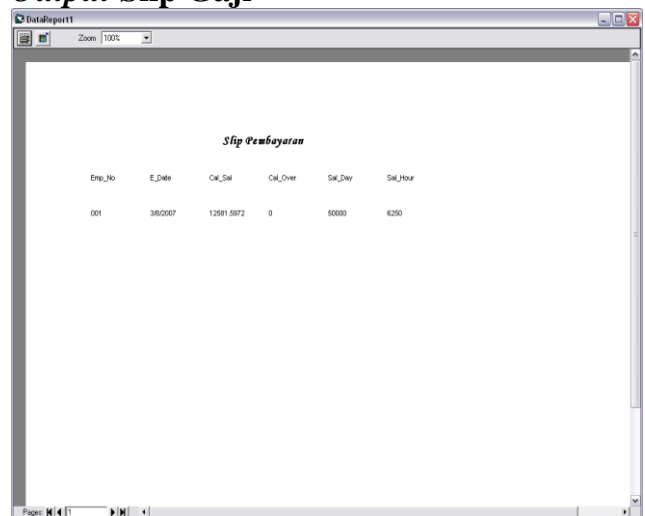 Output Slip Gaji
DataReport1
Zoom 100%
Slip Pembayaran
Emp_No E_Date Cal_Sal Cal_Over Sal_Day Sal_Hour
001 3/6/2007 12581.5972 0 50000 6250
Pages: 1